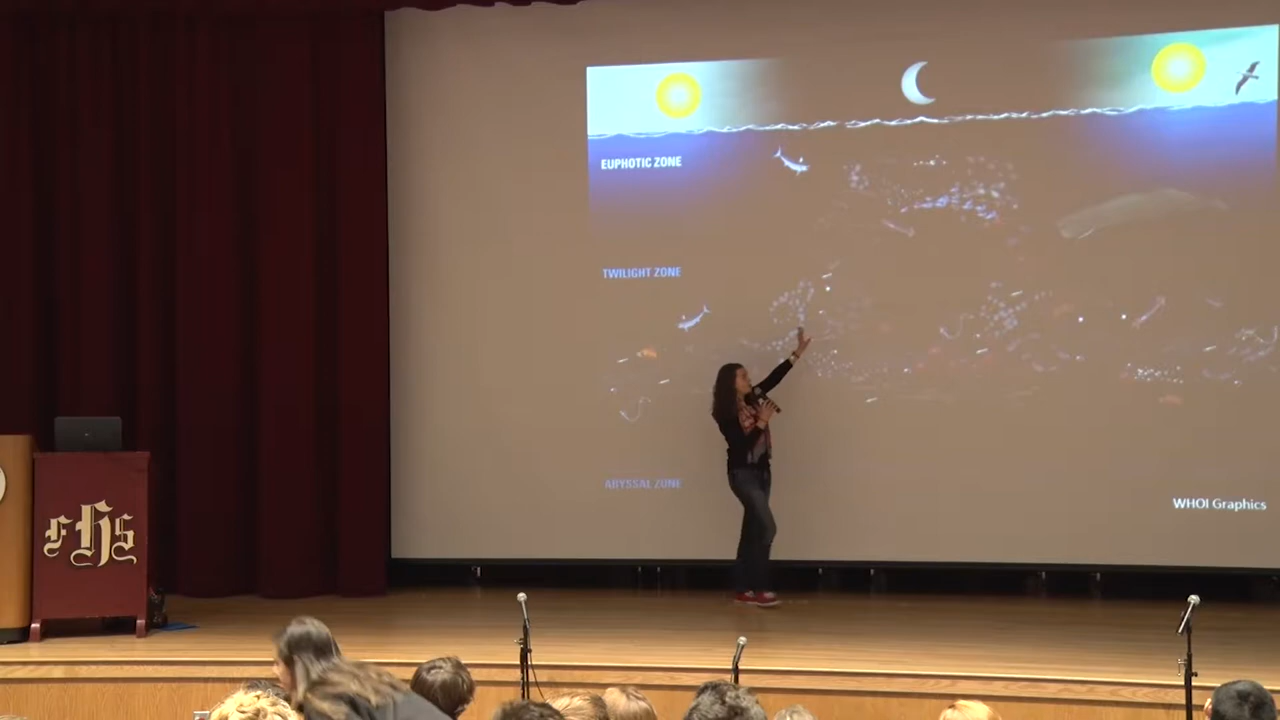 EUPHOTIC ZONE
TWILIGHT ZONE
ABYSSAL ZONE
WHOI Graphics
FHS